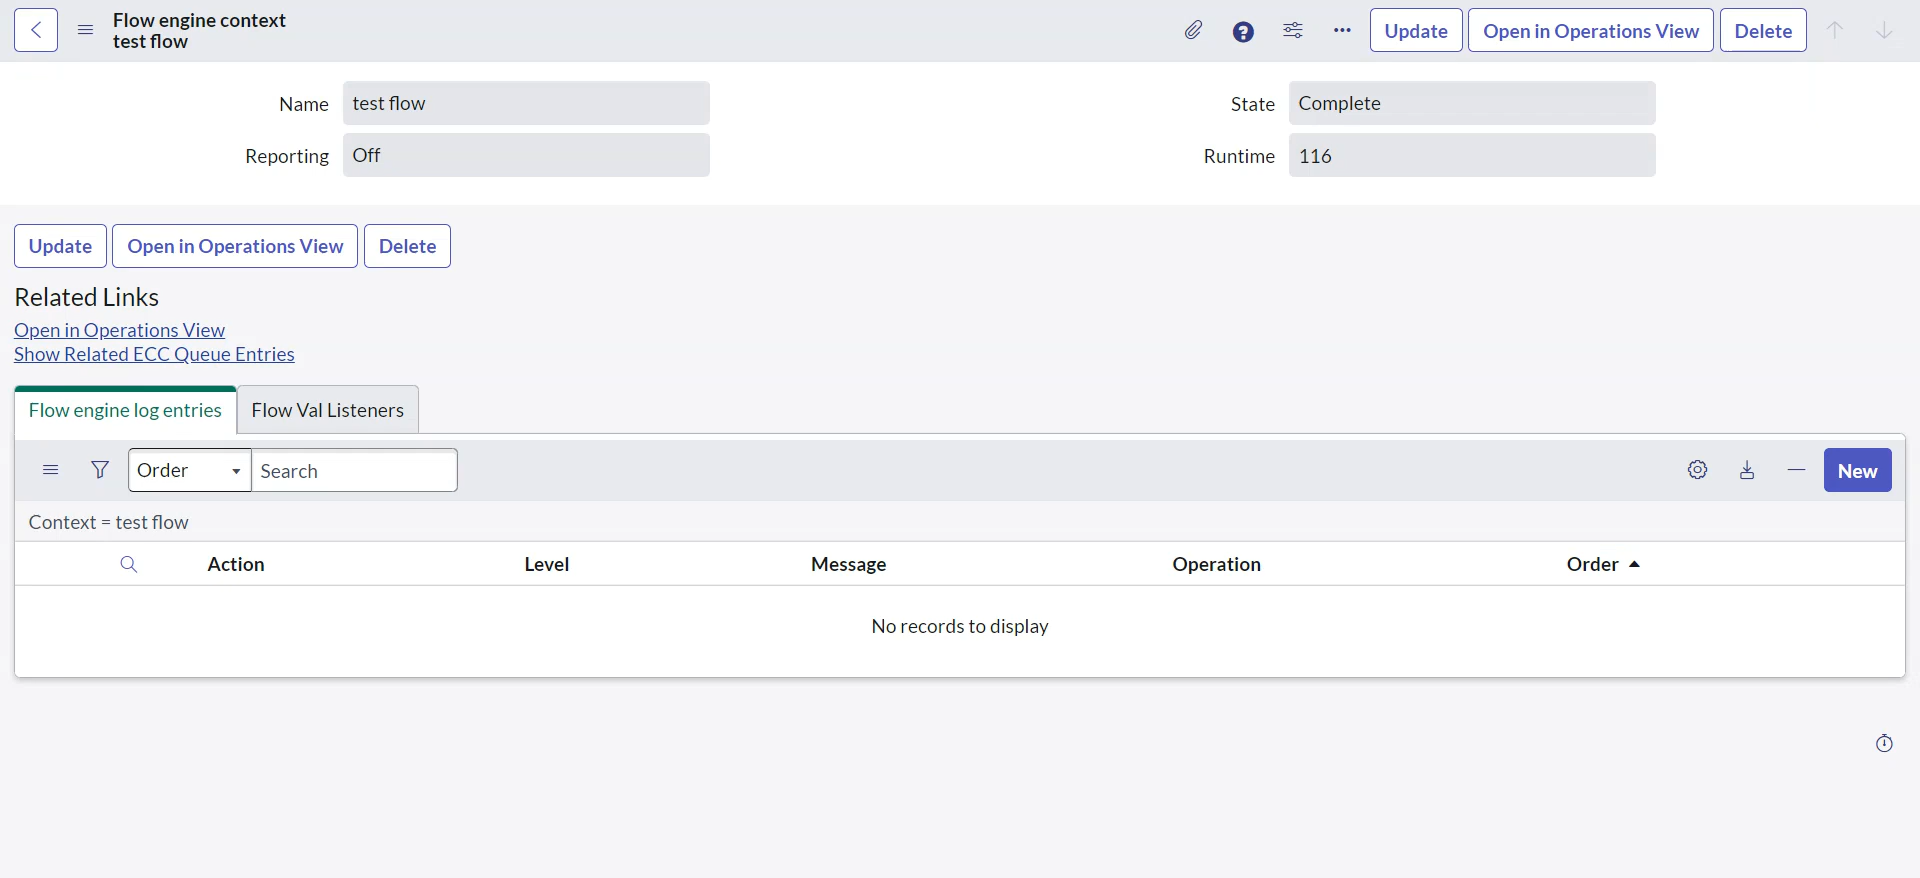 Flow engine context
test flow
Update
Open in Operations View
Delete
Name
test flow
State
Complete
Reporting
Off
Runtime
116
Update
Open in Operations View
Delete
Related Links
Open in Operations View
Show Related ECC Queue Entries
Flow engine log entries
Flow Val Listeners
Order
Search
New
Context = test flow
Action
Level
Message
Operation
Order
No records to display